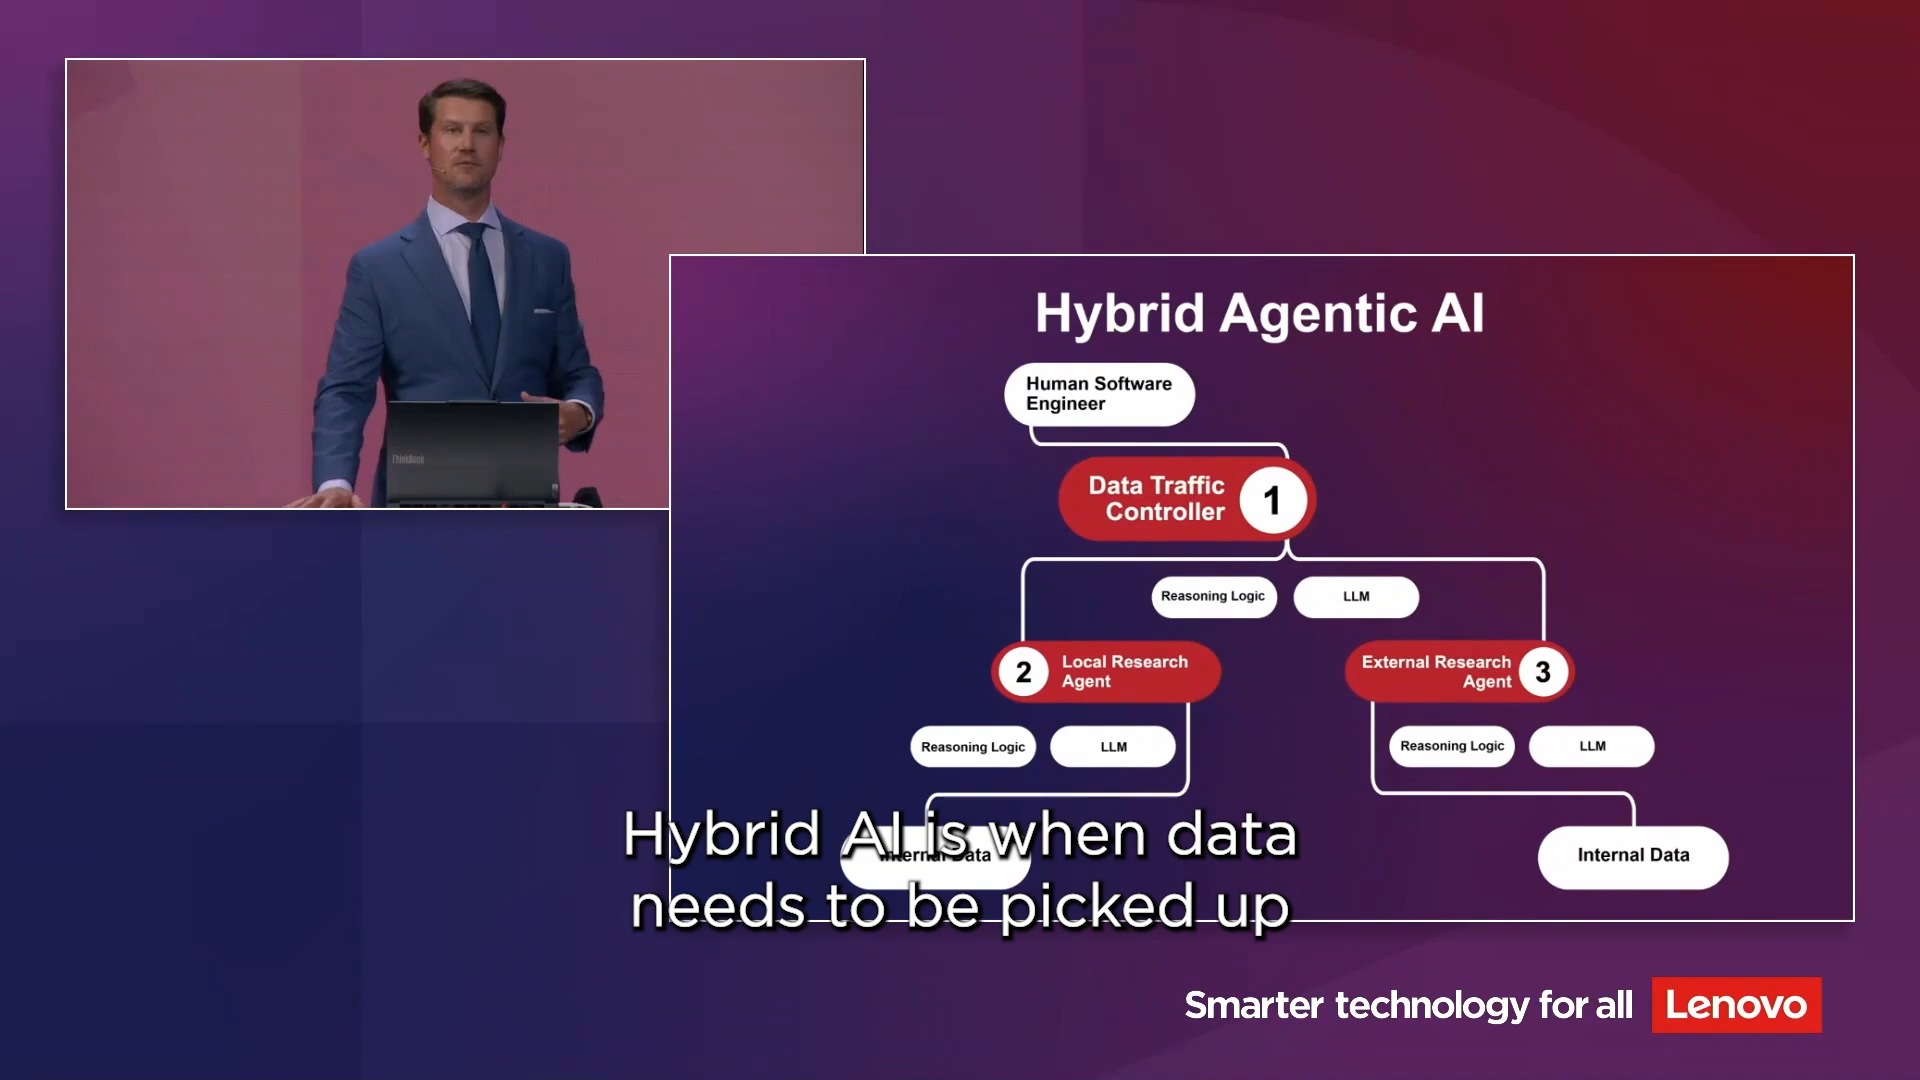 Hybrid Agentic AI
Human Software
Engineer
Data Traffic
Controller
1
Reasoning Logic
LLM
2
Local Research
Agent
External Research
Agent
3
Reasoning Logic
LLM
Reasoning Logic
LLM
Internal Data
Internal Data
Hybrid AI is when data
needs to be picked up
ThinkBook
Smarter technology for all
Lenovo